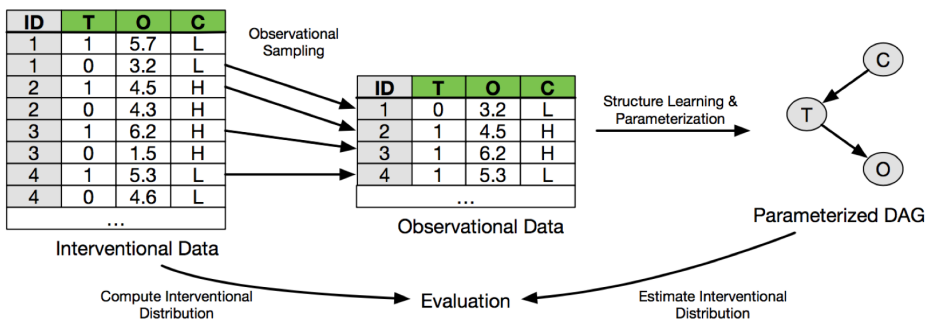 ID T O C
1 1 5.7 L
1 0 3.2 L
2 1 4.5 H
2 0 4.3 H
3 1 6.2 H
3 0 1.5 H
4 1 5.3 L
4 0 4.6 L
...
Interventional Data
Observational
Sampling
ID T O C
1 0 3.2 L
2 1 4.5 H
3 1 6.2 H
4 1 5.3 L
...
Observational Data
Structure Learning &
Parameterization
C
T
O
Parameterized DAG
Compute Interventional
Distribution
Evaluation
Estimate Interventional
Distribution